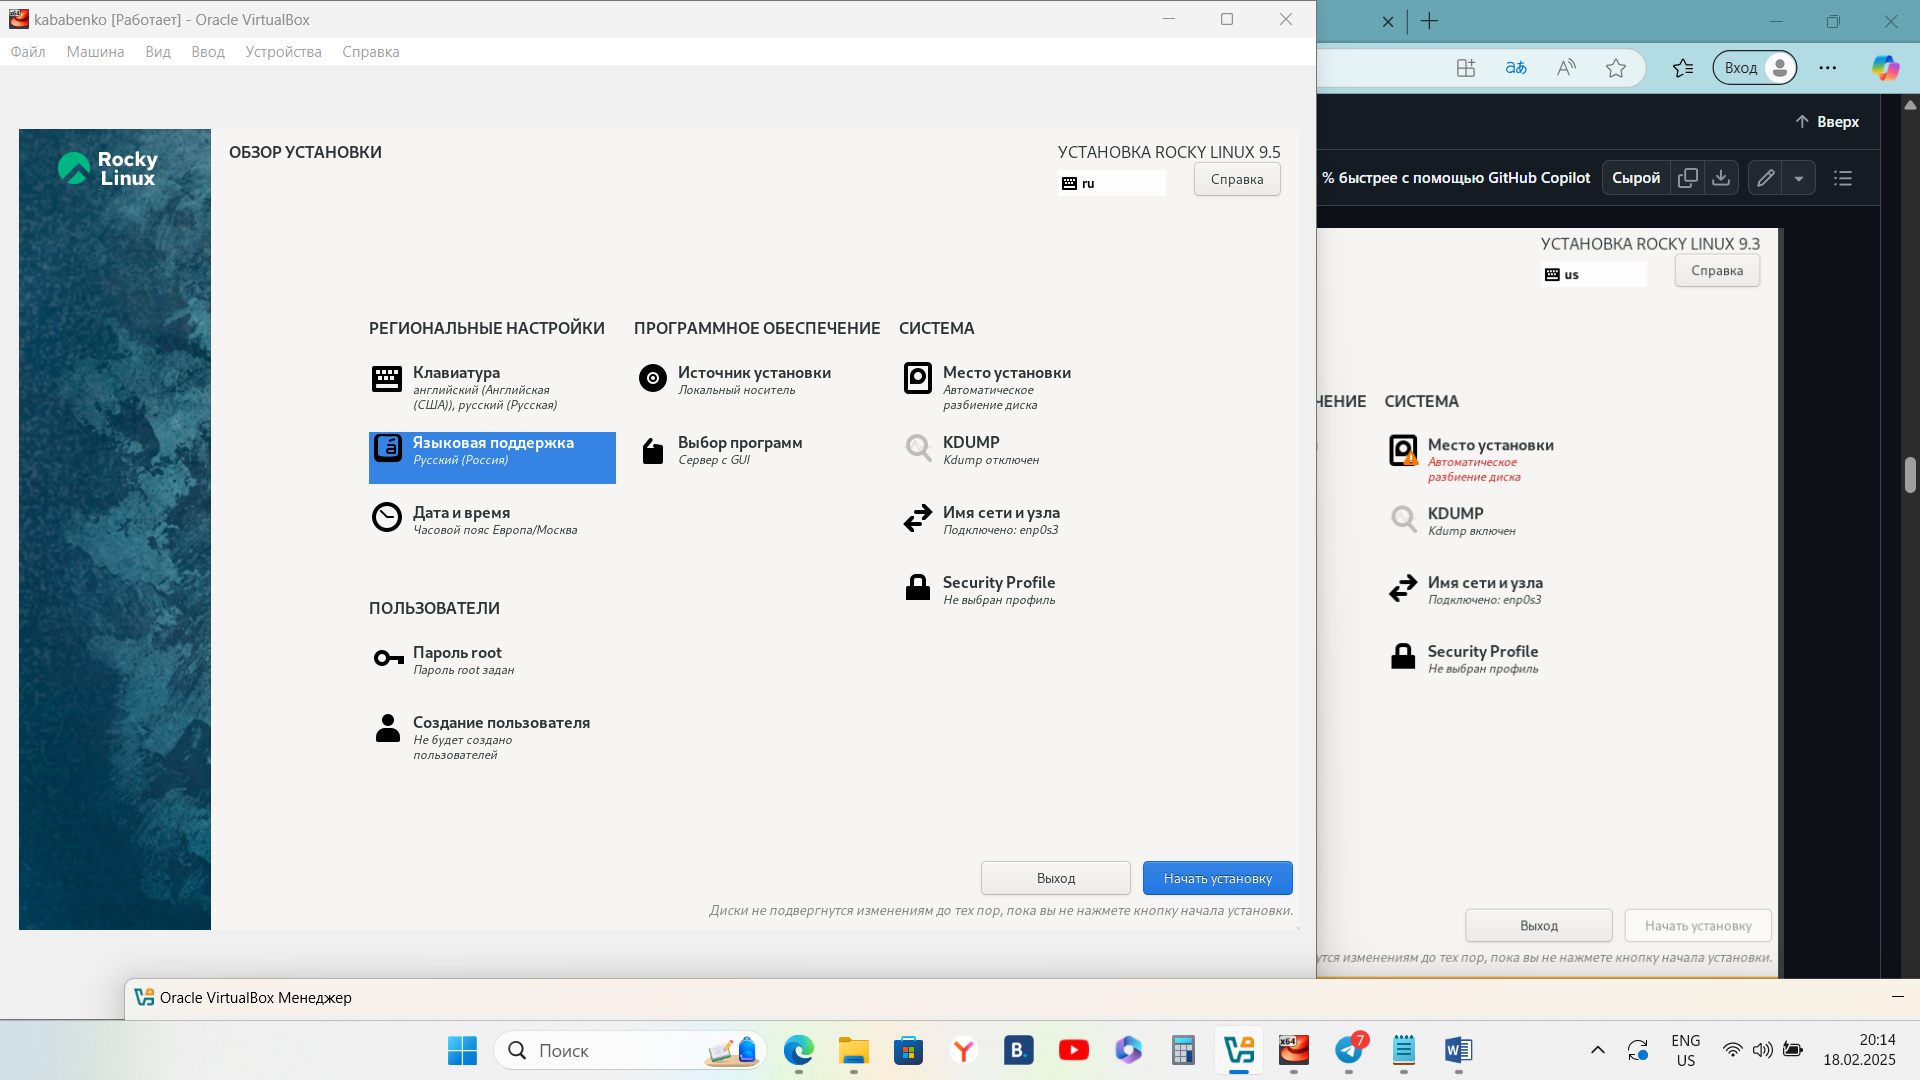 kababenko [Работает] - Oracle VirtualBox
Файл Машина Вид Ввод Устройства Справка
Rocky
Linux
ОБЗОР УСТАНОВКИ
УСТАНОВКА ROCKY LINUX 9.5
ru
Справка
РЕГИОНАЛЬНЫЕ НАСТРОЙКИ
Клавиатура
английский (Английская
(США)), русский (Русская)
Языковая поддержка
Русский (Россия)
Дата и время
Часовой пояс Европа/Москва
ПОЛЬЗОВАТЕЛИ
Пароль root
Пароль root задан
Создание пользователя
Не будет создано
пользователей
ПРОГРАММНОЕ ОБЕСПЕЧЕНИЕ
Источник установки
Локальный носитель
Выбор программ
Сервер с GUI
СИСТЕМА
Место установки
Автоматическое
разбиение диска
KDUMP
Kdump отключен
Имя сети и узла
Подключено: enp0s3
Security Profile
Не выбран профиль
Выход
Начать установку
Диски не подвергнутся изменениям до тех пор, пока вы не нажмете кнопку начала установки.
Вход
Вверх
% быстрее с помощью GitHub Copilot
Сырой
УСТАНОВКА ROCKY LINUX 9.3
us
Справка
ЧЕНИЕ
СИСТЕМА
Место установки
Автоматическое
разбиение диска
KDUMP
Kdump включен
Имя сети и узла
Подключено: enp0s3
Security Profile
Не выбран профиль
Выход
Начать установку
тся изменениям до тех пор, пока вы не нажмете кнопку начала установки.
Oracle VirtualBox Менеджер
Поиск
B.
x64
7
ENG
US
20:14
18.02.2025